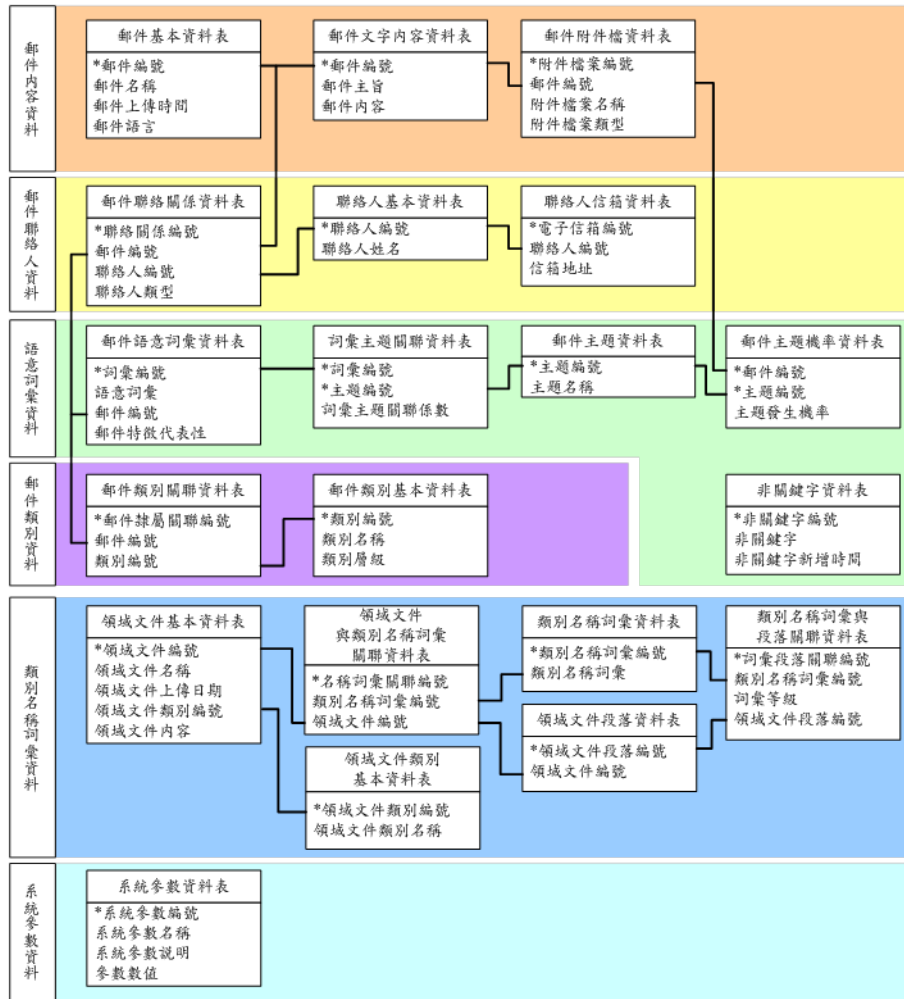 郵件內容資料
郵件基本資料表
*郵件編號
郵件名稱
郵件上傳時間
郵件語言
郵件文字內容資料表
*郵件編號
郵件主旨
郵件內容
郵件附件檔資料表
*附件檔案編號
郵件編號
附件檔案名稱
附件檔案類型
郵件聯絡人資料
郵件聯絡關係資料表
*聯絡關係編號
郵件編號
聯絡人編號
聯絡人類型
聯絡人基本資料表
*聯絡人編號
聯絡人姓名
聯絡人信箱資料表
*電子信箱編號
聯絡人編號
信箱地址
語意詞彙資料
郵件語意詞彙資料表
*詞彙編號
語意詞彙
郵件編號
郵件特徵代表性
詞彙主題關聯資料表
*詞彙編號
*主題編號
詞彙主題關聯係數
郵件主題資料表
*主題編號
主題名稱
郵件主題機率資料表
*郵件編號
*主題編號
主題發生機率
郵件類別資料
郵件類別關聯資料表
*郵件隸屬關聯編號
郵件編號
類別編號
郵件類別基本資料表
*類別編號
類別名稱
類別層級
非關鍵字資料表
*非關鍵字編號
非關鍵字
非關鍵字新增時間
類別名稱詞彙資料
領域文件基本資料表
*領域文件編號
領域文件名稱
領域文件上傳日期
領域文件類別編號
領域文件內容
領域文件
與類別名稱詞彙
關聯資料表
*名稱詞彙關聯編號
類別名稱詞彙編號
領域文件編號
類別名稱詞彙資料表
*類別名稱詞彙編號
類別名稱詞彙
類別名稱詞彙與
段落關聯資料表
*詞彙段落關聯編號
類別名稱詞彙編號
詞彙等級
領域文件段落編號
領域文件段落資料表
*領域文件段落編號
領域文件編號
領域文件類別
基本資料表
*領域文件類別編號
領域文件類別名稱
系統參數資料
系統參數資料表
*系統參數編號
系統參數名稱
系統參數說明
參數數值